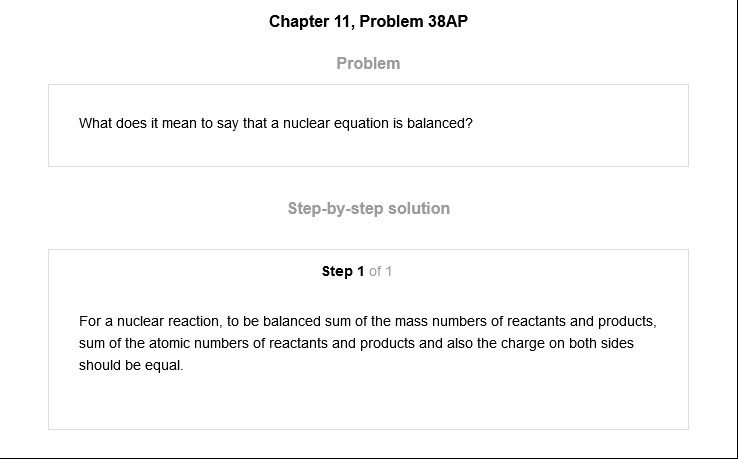 Chapter 11, Problem 38AP
Problem
What does it mean to say that a nuclear equation is balanced?
Step-by-step solution
Step 1 of 1
For a nuclear reaction, to be balanced sum of the mass numbers of reactants and products,
sum of the atomic numbers of reactants and products and also the charge on both sides
should be equal.